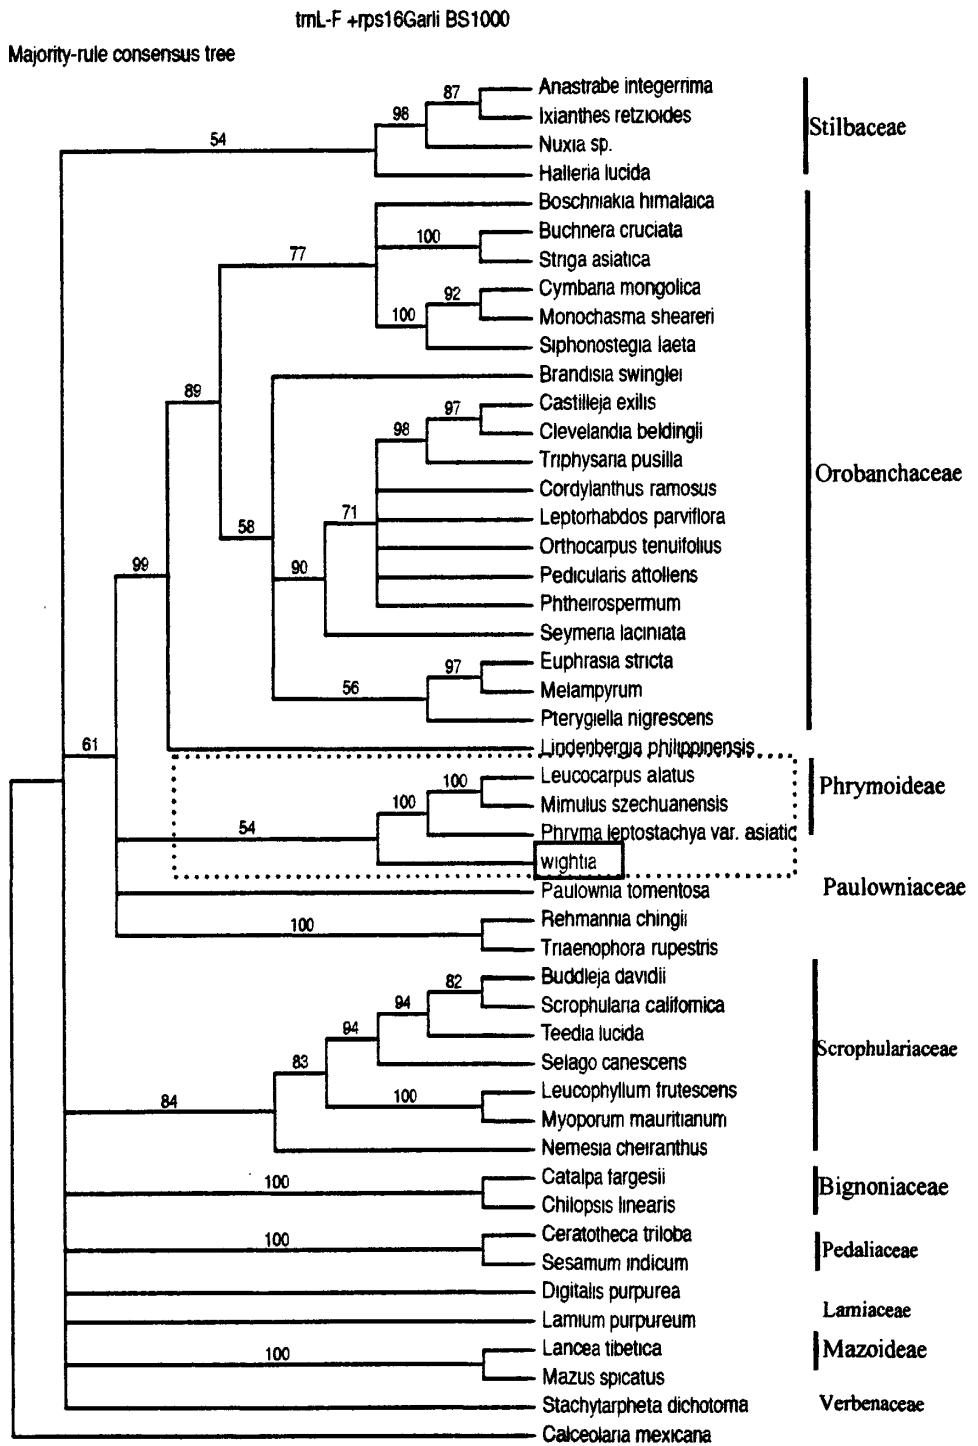 trnL-F +rps16Garli BS1000
Majority-rule consensus tree
87 Anastrabe integerrima
98 Ixianthes retzioides
Stilbaceae
54 Nuxia sp.
Halleria lucida
Boschniakia himalaica
100 Buchnera cruciata
77 Striga asiatica
92 Cymbaria mongolica
100 Monochasma sheareri
Siphonostegia laeta
Brandisia swinglei
89
97 Castilleja exilis
98 Clevelandia beldingii
Triphysaria pusilla
Orobanchaceae
Cordylanthus ramosus
71 Leptorhabdos parviflora
58
Orthocarpus tenuifolius
99 90 Pedicularis attollens
Phtheirospermum
Seymeria laciniata
97 Euphrasia stricta
56 Melampyrum
Pterygiella nigrescens
61 Lindenbergia philippinensis
100 Leucocarpus alatus
Phrymoideae
100 Mimulus szechuanensis
54 Phryma leptostachya var. asiatic
wightia
Paulownia tomentosa Paulowniaceae
100 Rehmannia chingii
Triaenophora rupestris
82 Buddleja davidii
94 Scrophularia californica
94 Teedia lucida
Scrophulariaceae
83 Selago canescens
100 Leucophyllum frutescens
84 Myoporum mauritianum
Nemesia cheiranthus
100 Catalpa fargesii
Bignoniaceae
Chilopsis linearis
100 Ceratotheca triloba
Pedaliaceae
Sesamum indicum
Digitalis purpurea
Lamiaceae
Lamium purpureum
100 Lancea tibetica
Mazoideae
Mazus spicatus
Stachytarpheta dichotoma Verbenaceae
Calceolaria mexicana